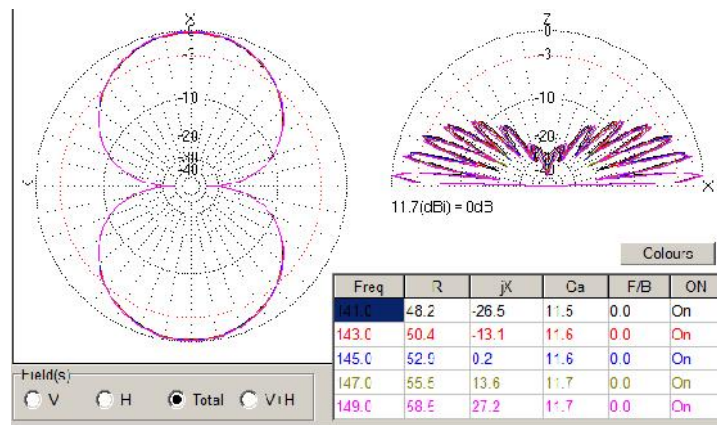 X
-0
-3
-10
-20
-30
-40
Z
-0
-3
-10
-20
-40
X
11.7(dBi) = 0dB
Colours
Freq R jX Ga F/B ON
141.0 48.2 -26.5 11.5 0.0 On
143.0 50.4 -13.1 11.6 0.0 On
145.0 52.9 0.2 11.6 0.0 On
147.0 55.5 13.6 11.7 0.0 On
149.0 58.5 27.2 11.7 0.0 On
Field(s)
V H Total V+H